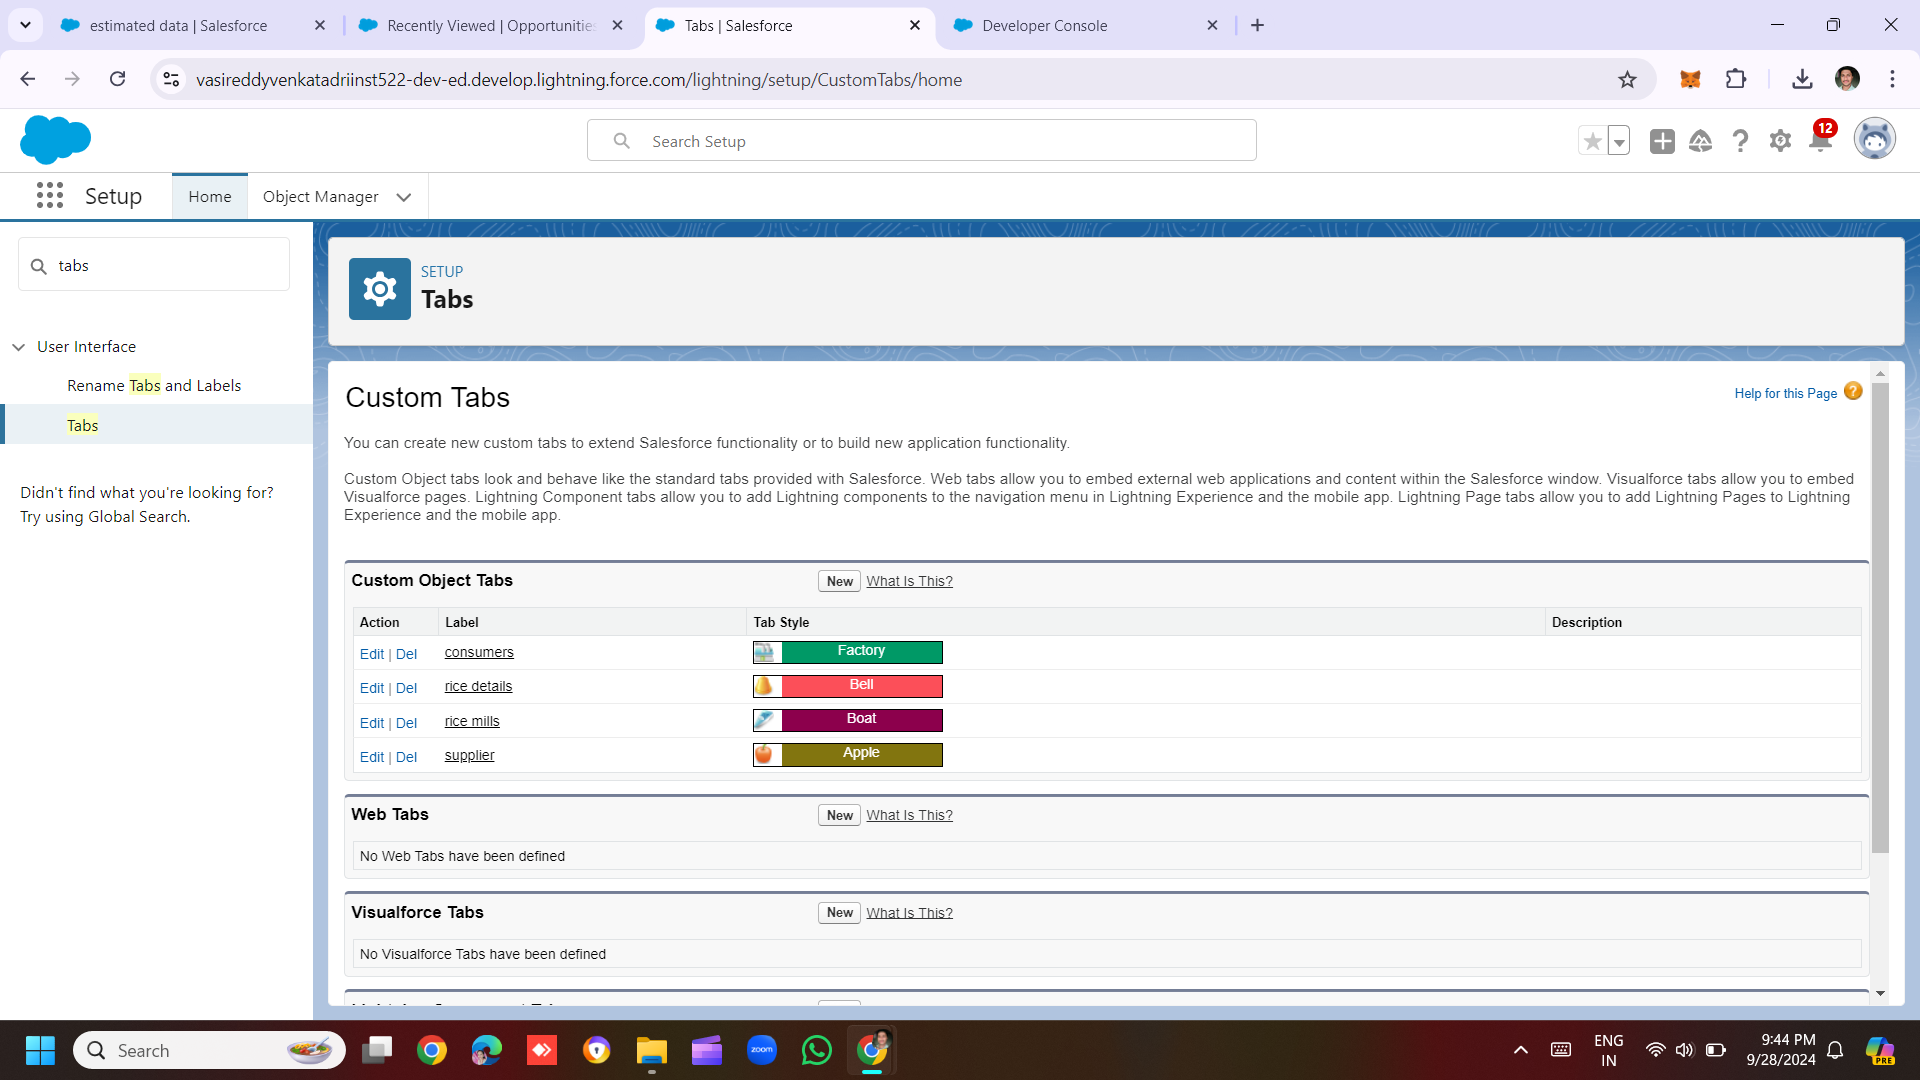 estimated data | Salesforce
Recently Viewed | Opportunities
Tabs | Salesforce
Developer Console
vasireddyvenkatadriinst522-dev-ed.develop.lightning.force.com/lightning/setup/CustomTabs/home
Search Setup
12
Setup
Home
Object Manager
tabs
User Interface
Rename Tabs and Labels
Tabs
Didn't find what you're looking for?
Try using Global Search.
SETUP
Tabs
Custom Tabs
Help for this Page
You can create new custom tabs to extend Salesforce functionality or to build new application functionality.
Custom Object tabs look and behave like the standard tabs provided with Salesforce. Web tabs allow you to embed external web applications and content within the Salesforce window. Visualforce tabs allow you to embed
Visualforce pages. Lightning Component tabs allow you to add Lightning components to the navigation menu in Lightning Experience and the mobile app. Lightning Page tabs allow you to add Lightning Pages to Lightning
Experience and the mobile app.
Custom Object Tabs New What Is This?
Action Label Tab Style Description
Edit | Del consumers Factory
Edit | Del rice details Bell
Edit | Del rice mills Boat
Edit | Del supplier Apple
Web Tabs New What Is This?
No Web Tabs have been defined
Visualforce Tabs New What Is This?
No Visualforce Tabs have been defined
Search
zoom
ENG
IN
9:44 PM
9/28/2024
PRE